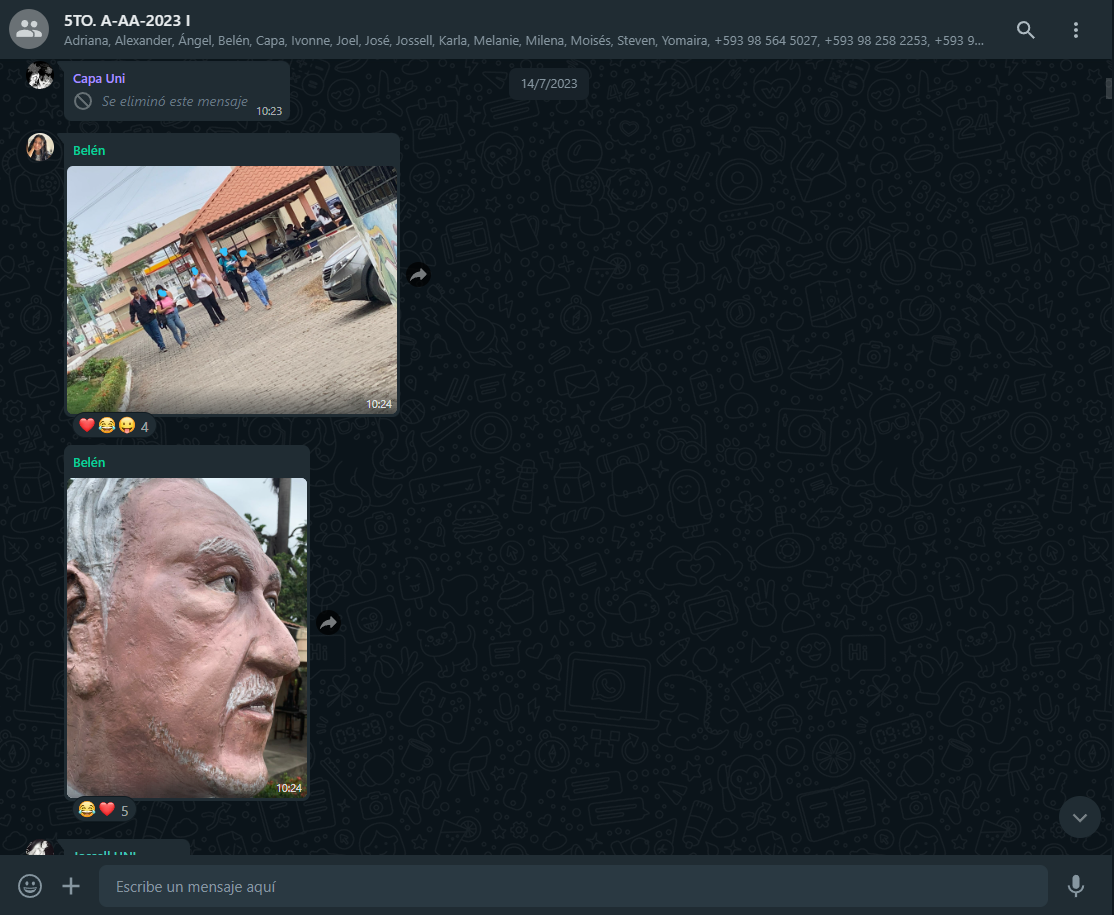 5TO. A-AA-2023 I
Adriana, Alexander, Ángel, Belén, Capa, Ivonne, Joel, José, Jossell, Karla, Melanie, Milena, Moisés, Steven, Yomaira, +593 98 564 5027, +593 98 258 2253, +593 9...
14/7/2023
Capa Uni
Se eliminó este mensaje
10:23
Belén
10:24
4
Belén
10:24
5
Jossell UNI
Escribe un mensaje aquí